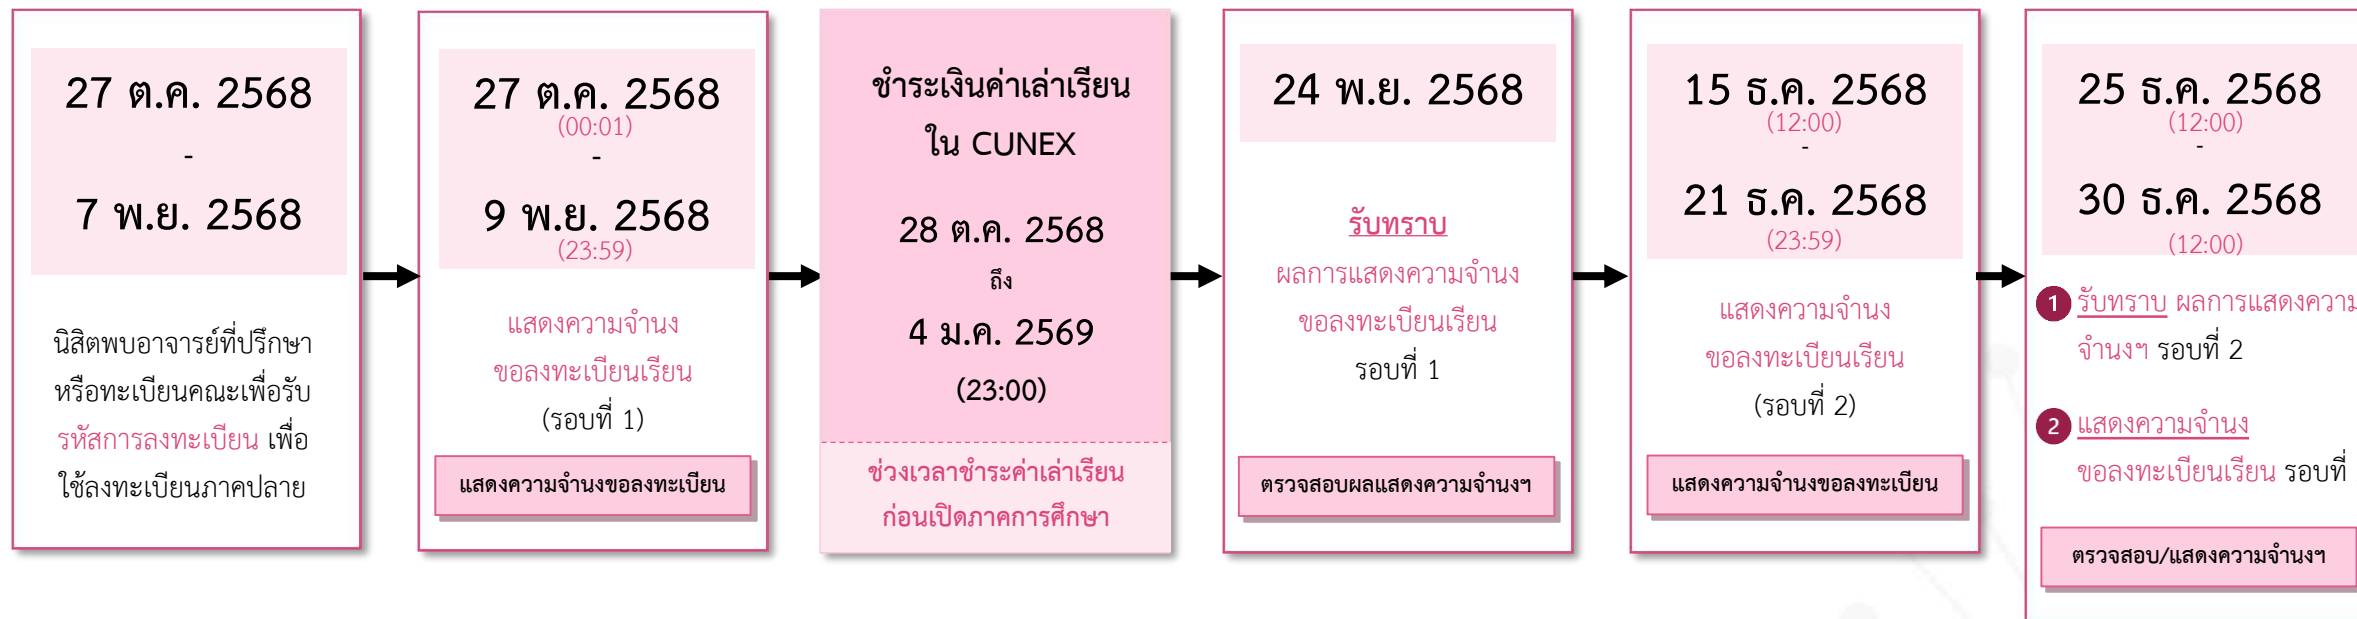 27 ต.ค. 2568
-
7 พ.ย. 2568
นิสิตพบอาจารย์ที่ปรึกษา
หรือทะเบียนคณะเพื่อรับ
รหัสการลงทะเบียน เพื่อ
ใช้ลงทะเบียนภาคปลาย
27 ต.ค. 2568
(00:01)
-
9 พ.ย. 2568
(23:59)
แสดงความจำนง
ขอลงทะเบียนเรียน
(รอบที่ 1)
แสดงความจำนงขอลงทะเบียน
ชำระเงินค่าเล่าเรียน
ใน CUNEX
28 ต.ค. 2568
ถึง
4 ม.ค. 2569
(23:00)
ช่วงเวลาชำระค่าเล่าเรียน
ก่อนเปิดภาคการศึกษา
24 พ.ย. 2568
รับทราบ
ผลการแสดงความจำนง
ขอลงทะเบียนเรียน
รอบที่ 1
ตรวจสอบผลแสดงความจำนงฯ
15 ธ.ค. 2568
(12:00)
-
21 ธ.ค. 2568
(23:59)
แสดงความจำนง
ขอลงทะเบียนเรียน
(รอบที่ 2)
แสดงความจำนงขอลงทะเบียน
25 ธ.ค. 2568
(12:00)
-
30 ธ.ค. 2568
(12:00)
1 รับทราบ ผลการแสดงความ
จำนงฯ รอบที่ 2
2 แสดงความจำนง
ขอลงทะเบียนเรียน รอบที่
ตรวจสอบ/แสดงความจำนงฯ